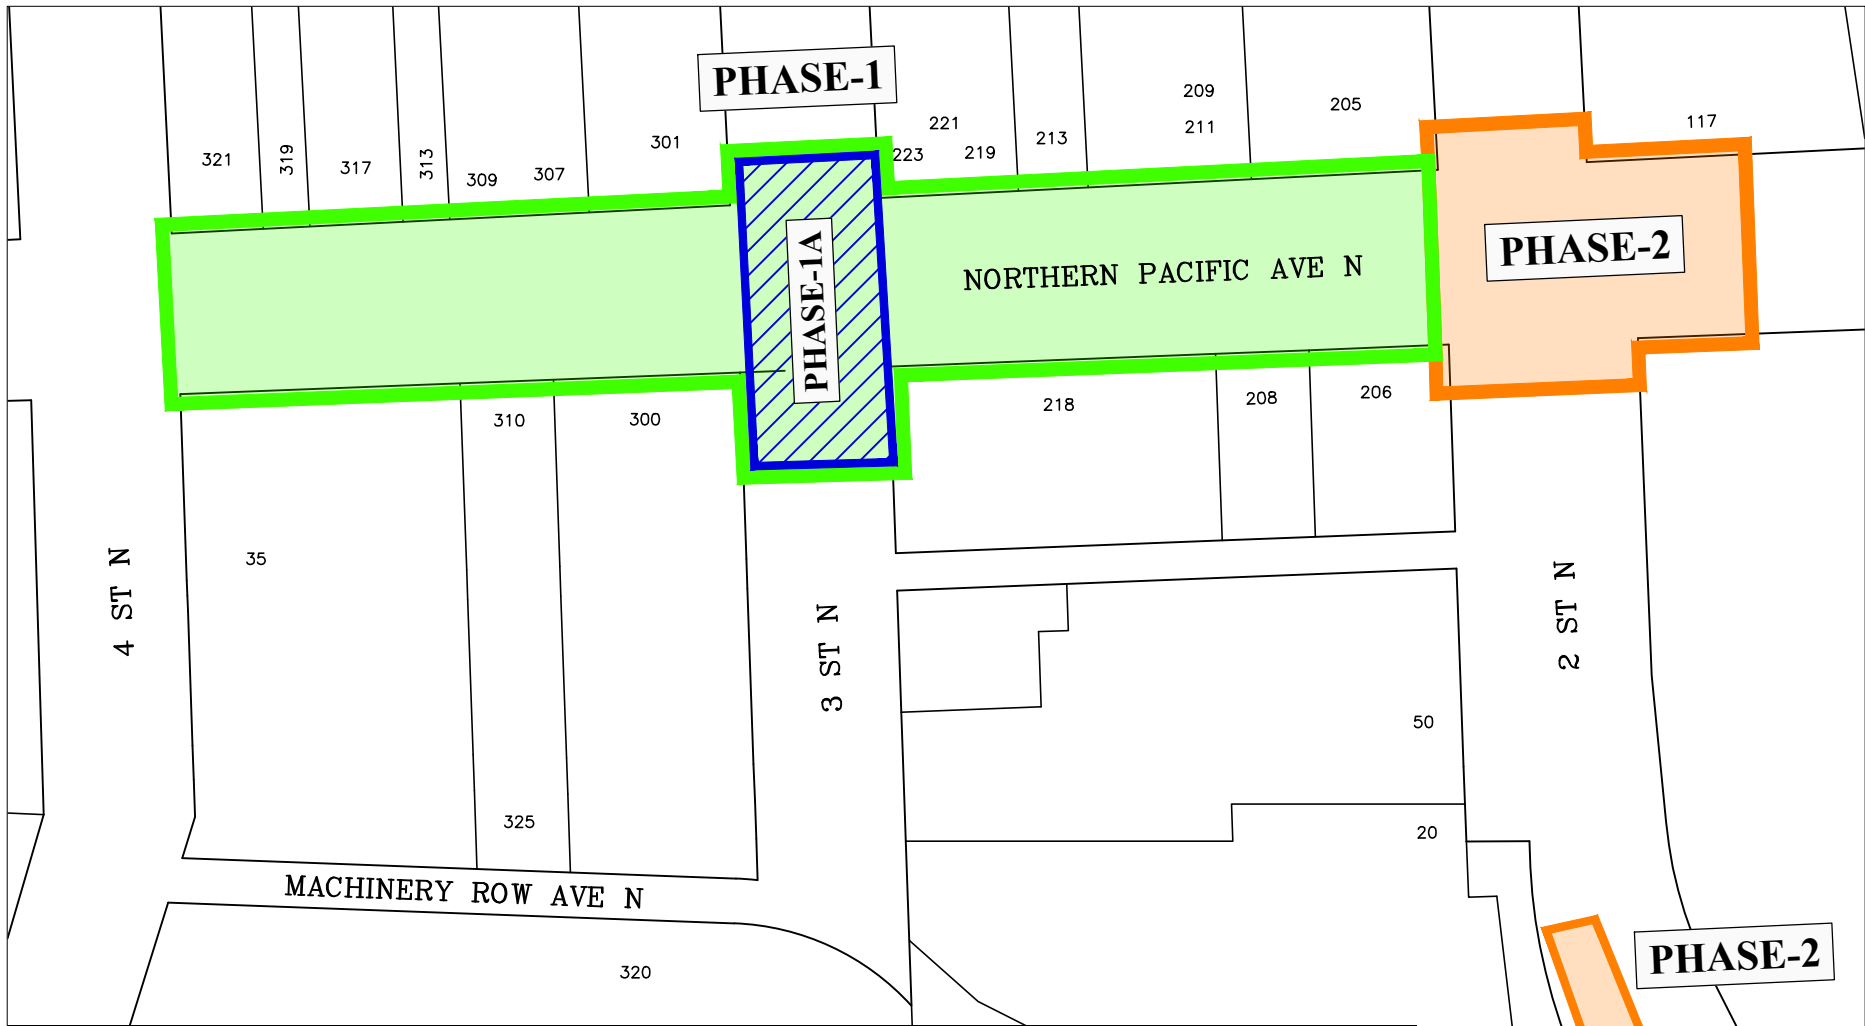 PHASE-1
209
205
221
211
117
213
301
223
219
321
319
317
313
309
307
PHASE-1A
NORTHERN PACIFIC AVE N
PHASE-2
310
300
218
208
206
35
4 ST N
3 ST N
2 ST N
50
325
20
MACHINERY ROW AVE N
320
PHASE-2